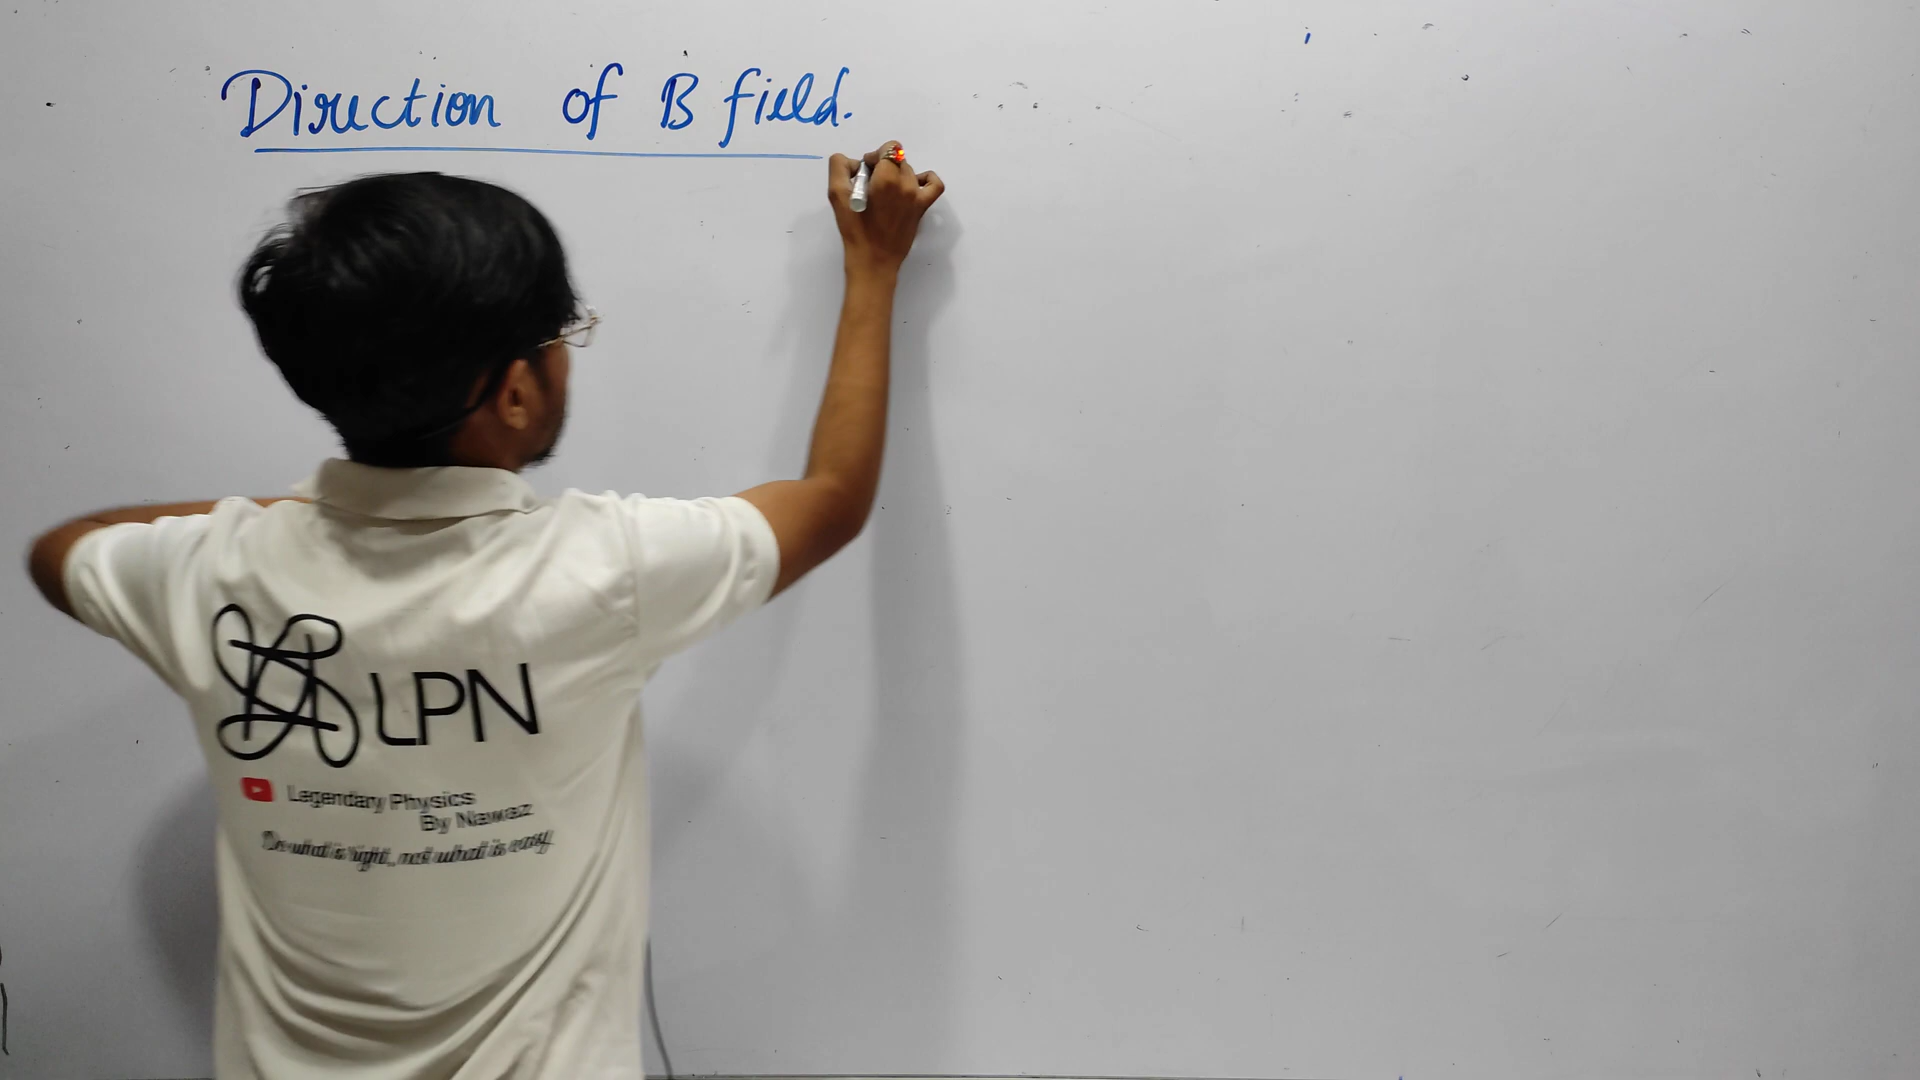 Direction of B field.
LPN
Legendary Physics
By Nawaz
Do what is right, not what is easy